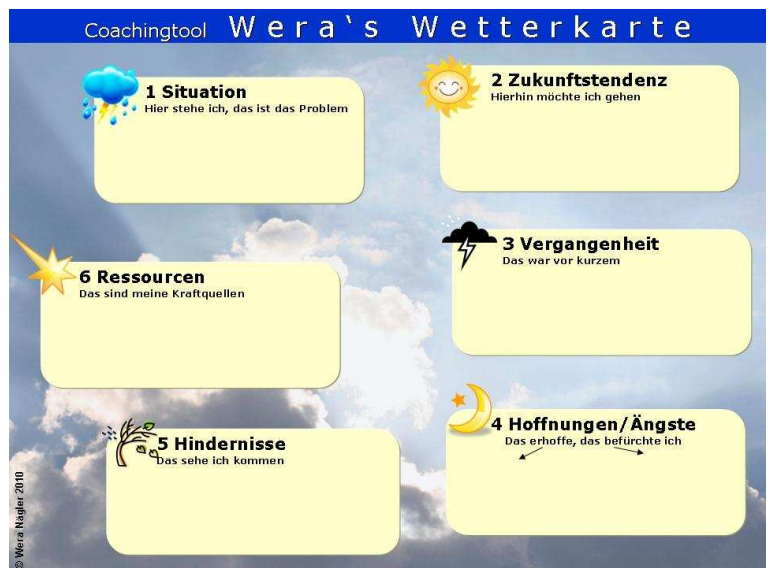 Coachingtool Wera's Wetterkarte
1 Situation
Hier stehe ich, das ist das Problem
2 Zukunftstendenz
Hierhin möchte ich gehen
3 Vergangenheit
Das war vor kurzem
4 Hoffnungen/Ängste
Das erhoffe, das befürchte ich
5 Hindernisse
Das sehe ich kommen
6 Ressourcen
Das sind meine Kraftquellen
© Wera Nägler 2010